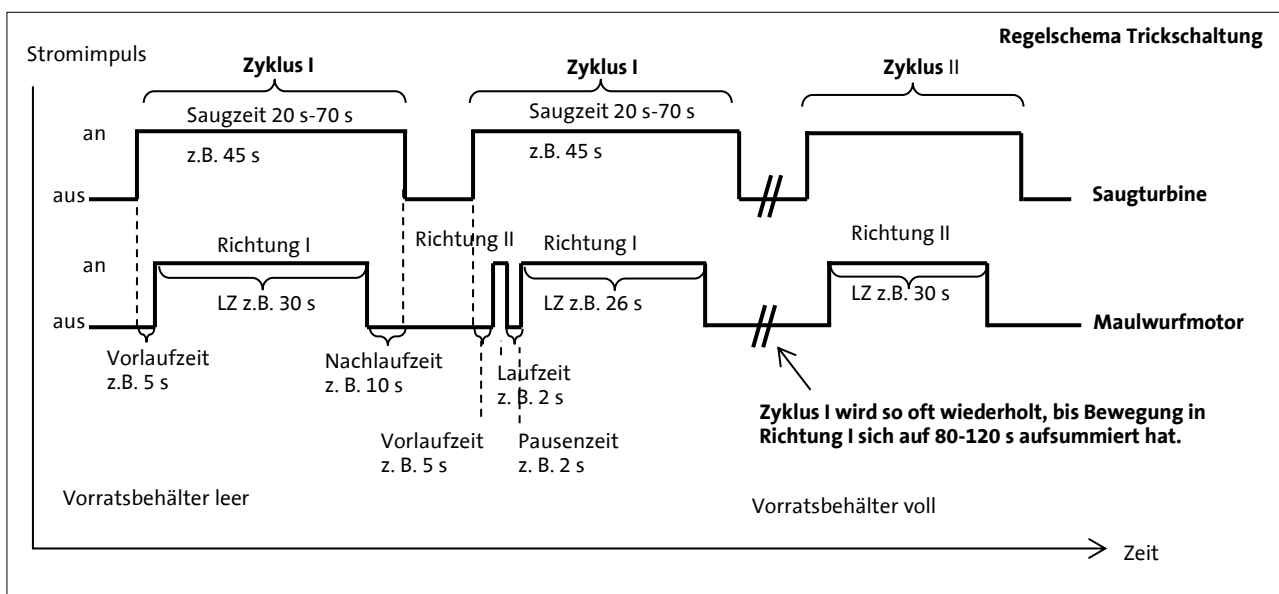 Regelschema Trickschaltung
Stromimpuls
Zyklus I
Zyklus I
Zyklus II
Saugzeit 20 s-70 s
Saugzeit 20 s-70 s
an
z.B. 45 s
z.B. 45 s
aus
Saugturbine
Richtung I
Richtung II
Richtung I
Richtung II
an
LZ z.B. 30 s
LZ z.B. 26 s
LZ z.B. 30 s
aus
Maulwurfmotor
Vorlaufzeit
z.B. 5 s
Nachlaufzeit
z. B. 10 s
Laufzeit
z. B. 2 s
Zyklus I wird so oft wiederholt, bis Bewegung in
Richtung I sich auf 80-120 s aufsummiert hat.
Vorlaufzeit
z. B. 5 s
Pausenzeit
z. B. 2 s
Vorratsbehälter leer
Vorratsbehälter voll
Zeit